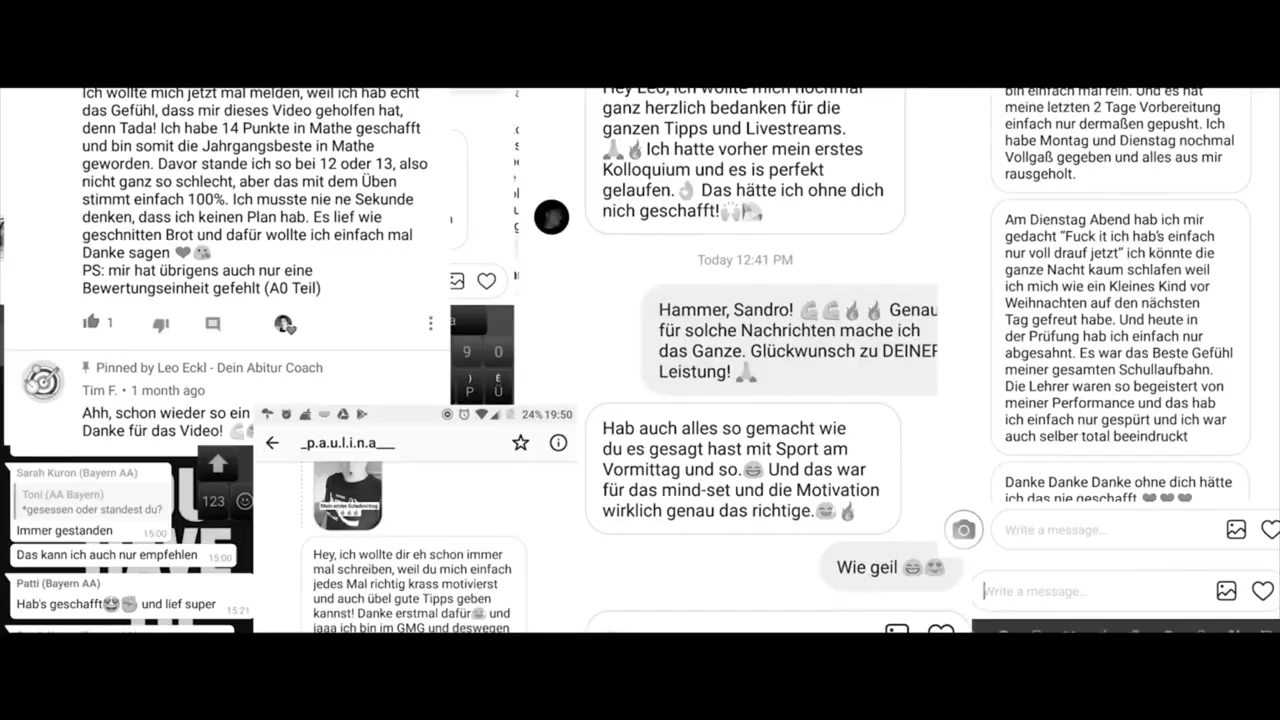 Ich wollte mich jetzt mal melden, weil ich hab echt
das Gefühl, dass mir dieses Video geholfen hat,
denn Tada! Ich habe 14 Punkte in Mathe geschafft
und bin somit die Jahrgangsbeste in Mathe
geworden. Davor stande ich so bei 12 oder 13, also
nicht ganz so schlecht, aber das mit dem Üben
stimmt einfach 100%. Ich musste nie ne Sekunde
denken, dass ich keinen Plan hab. Es lief wie
geschnitten Brot und dafür wollte ich einfach mal
Danke sagen ❤😘
PS: mir hat übrigens auch nur eine
Bewertungseinheit gefehlt (A0 Teil)
1
Pinned by Leo Eckl - Dein Abitur Coach
Tim F. • 1 month ago
Ahh, schon wieder so ein
Danke für das Video! 💪
9 0
P Ü
123
Sarah Kuron (Bayern AA)
Toni (AA Bayern)
*gesessen oder standest du?
Immer gestanden 15:00
Das kann ich auch nur empfehlen 15:00
Patti (Bayern AA)
Hab's geschafft😍✊ und lief super 15:21
24% 19:50
_p.a.u.l.i.n.a___
Hey, ich wollte dir eh schon immer
mal schreiben, weil du mich einfach
jedes Mal richtig krass motivierst
und auch übel gute Tipps geben
kannst! Danke erstmal dafür😁 und
jaaa ich bin im GMG und deswegen
Hey Leo, ich wollte mich nochmal
ganz herzlich bedanken für die
ganzen Tipps und Livestreams.
🙏🔥Ich hatte vorher mein erstes
Kolloquium und es is perfekt
gelaufen.👌 Das hätte ich ohne dich
nich geschafft!🙌
Today 12:41 PM
Hammer, Sandro! 💪💪🔥🔥 Genau
für solche Nachrichten mache ich
das Ganze. Glückwunsch zu DEINER
Leistung! 🙏
Hab auch alles so gemacht wie
du es gesagt hast mit Sport am
Vormittag und so.😂 Und das war
für das mind-set und die Motivation
wirklich genau das richtige.😁🔥
Wie geil 😂😍
bin einfach mal rein. Und es hat
meine letzten 2 Tage Vorbereitung
einfach nur dermaßen gepusht. Ich
habe Montag und Dienstag nochmal
Vollgaß gegeben und alles aus mir
rausgeholt.
Am Dienstag Abend hab ich mir
gedacht “Fuck it ich hab’s einfach
nur voll drauf jetzt” ich könnte die
ganze Nacht kaum schlafen weil
ich mich wie ein Kleines Kind vor
Weihnachten auf den nächsten
Tag gefreut habe. Und heute in
der Prüfung hab ich einfach nur
abgesahnt. Es war das Beste Gefühl
meiner gesamten Schullaufbahn.
Die Lehrer waren so begeistert von
meiner Performance und das hab
ich einfach nur gespürt und ich war
auch selber total beeindruckt
Danke Danke Danke ohne dich hätte
ich das nie geschafft ❤❤❤
Write a message...
Write a message...